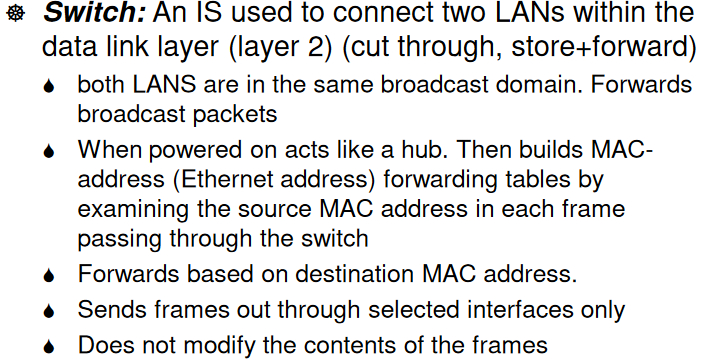 Switch: An IS used to connect two LANs within the
data link layer (layer 2) (cut through, store+forward)
both LANS are in the same broadcast domain. Forwards
broadcast packets
When powered on acts like a hub. Then builds MAC-
address (Ethernet address) forwarding tables by
examining the source MAC address in each frame
passing through the switch
Forwards based on destination MAC address.
Sends frames out through selected interfaces only
Does not modify the contents of the frames